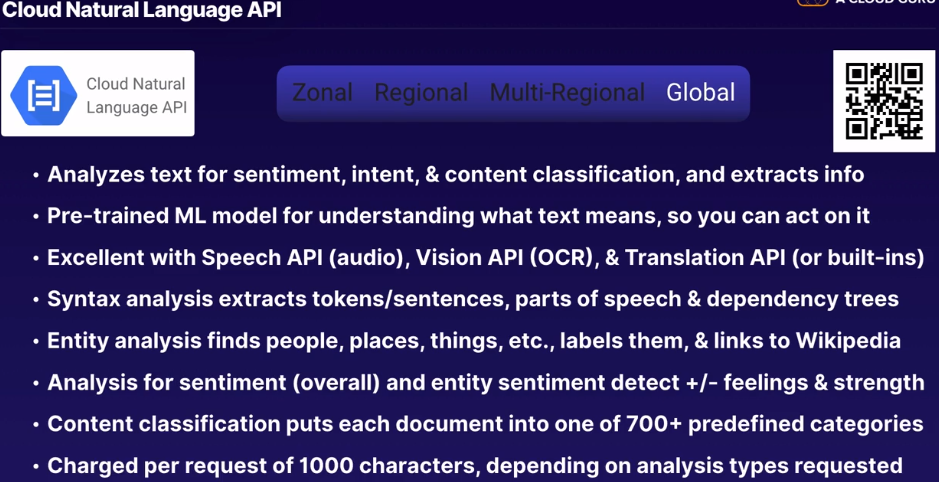 Cloud Natural Language API
A CLOUD GURU
Cloud Natural
Language API
Zonal Regional Multi-Regional Global
• Analyzes text for sentiment, intent, & content classification, and extracts info
• Pre-trained ML model for understanding what text means, so you can act on it
• Excellent with Speech API (audio), Vision API (OCR), & Translation API (or built-ins)
• Syntax analysis extracts tokens/sentences, parts of speech & dependency trees
• Entity analysis finds people, places, things, etc., labels them, & links to Wikipedia
• Analysis for sentiment (overall) and entity sentiment detect +/- feelings & strength
• Content classification puts each document into one of 700+ predefined categories
• Charged per request of 1000 characters, depending on analysis types requested